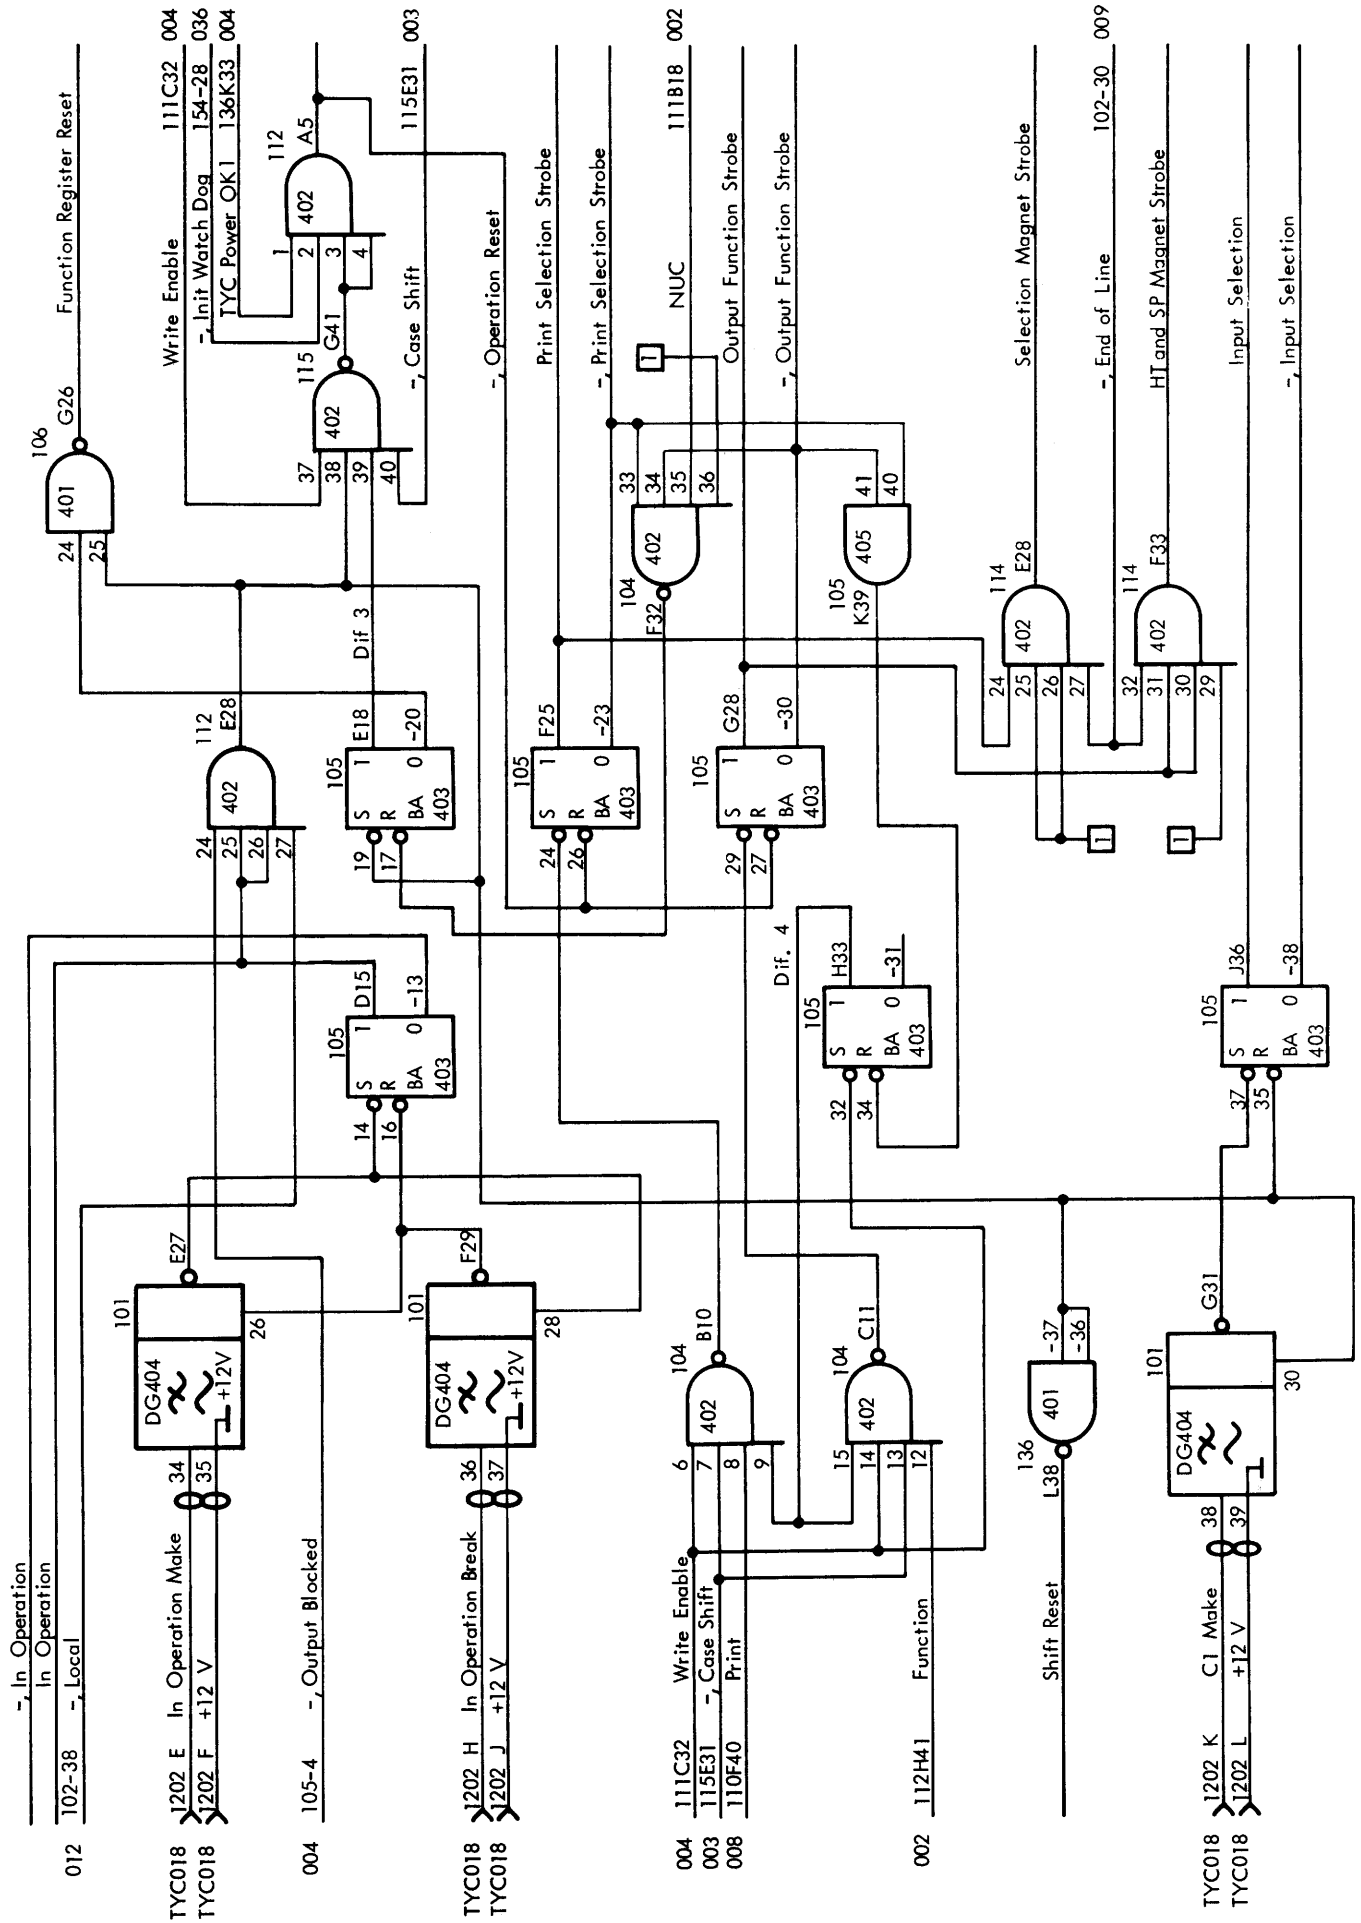 -, In Operation
In Operation
012 102-38 -, Local
TYC018 1202 E In Operation Make 34
TYC018 1202 F +12 V 35
101
DG404
+12V
E27
26
004 105-4 -, Output Blocked
TYC018 1202 H In Operation Break 36
TYC018 1202 J +12 V 37
101
DG404
+12V
F29
28
14
16
105
S 1
R
BA 0
403
D15
-13
24
25
26
27
402
112
E28
19
17
105
S 1
R
BA 0
403
E18
-20
Dif 3
24
25
401
106
G26
Function Register Reset
37
38
39
40
402
115
G41
1
2
3
4
402
112
A5
Write Enable 111C32 004
-, Init Watch Dog 154-28 036
TYC Power OK1 136K33 004
-, Case Shift 115E31 003
-, Operation Reset
004 111C32 Write Enable 6
003 115E31 -, Case Shift 7
008 110F40 Print 8
9
402
104
B10
15
14
13
12
402
104
C11
002 112H41 Function
24
26
105
S 1
R
BA 0
403
F25
-23
Print Selection Strobe
-, Print Selection Strobe
29
27
105
S 1
R
BA 0
403
G28
-30
Output Function Strobe
-, Output Function Strobe
33
34
35
36
402
104
F32
1
NUC 111B18 002
41
40
405
105
K39
32
34
105
S 1
R
BA 0
403
H33
-31
Dif. 4
24
25
26
27
402
114
E28
Selection Magnet Strobe
1
-, End of Line 102-30 009
32
31
30
29
402
114
F33
HT and SP Magnet Strobe
1
Shift Reset
L38
136
401
-37
-36
TYC018 1202 K C1 Make 38
TYC018 1202 L +12 V 39
101
DG404
G31
30
37
35
105
S 1
R
BA 0
403
J36
-38
Input Selection
-, Input Selection